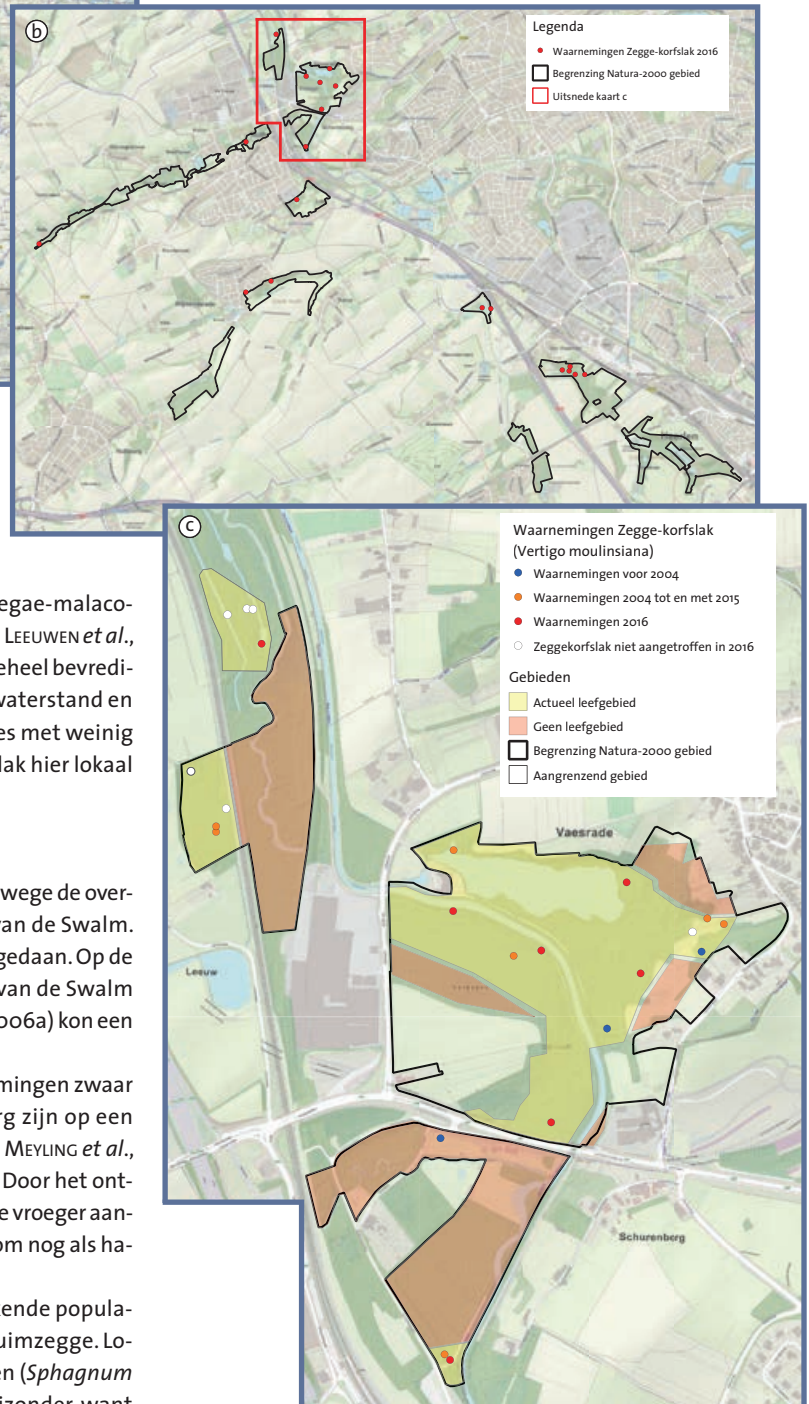 b
Legenda
Waarnemingen Zegge-korfslak 2016
Begrenzing Natura-2000 gebied
Uitsnede kaart c
c
Waarnemingen Zegge-korfslak
(Vertigo moulinsiana)
Waarnemingen voor 2004
Waarnemingen 2004 tot en met 2015
Waarnemingen 2016
Zeggekorfslak niet aangetroffen in 2016
Gebieden
Actueel leefgebied
Geen leefgebied
Begrenzing Natura-2000 gebied
Aangrenzend gebied
Vaesrade
Leeuw
Schurenberg
egae-malaco-
LEEUWEN et al.,
eheel bevredi-
waterstand en
es met weinig
lak hier lokaal
wege de over-
van de Swalm.
gedaan. Op de
van de Swalm
006a) kon een
mingen zwaar
rg zijn op een
MEYLING et al.,
Door het ont-
e vroeger aan-
om nog als ha-
kende popula-
uimzegge. Lo-
en (Sphagnum
izonder want